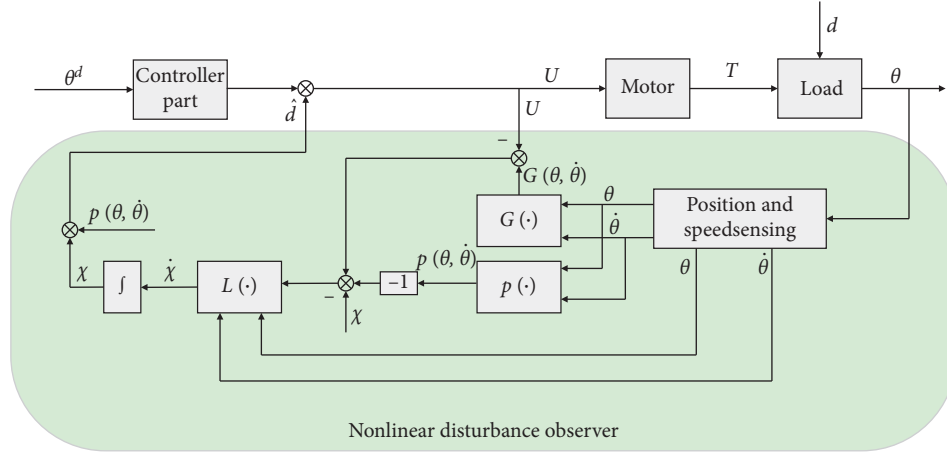 d
θ^d
Controller
part
U
Motor
T
Load
θ
d̂
U
−
G (θ, θ̇)
p (θ, θ̇)
G (·)
θ
θ̇
Position and
speedsensing
χ
χ̇
∫
L (·)
−
p (θ, θ̇)
−1
p (·)
θ
θ̇
χ
Nonlinear disturbance observer